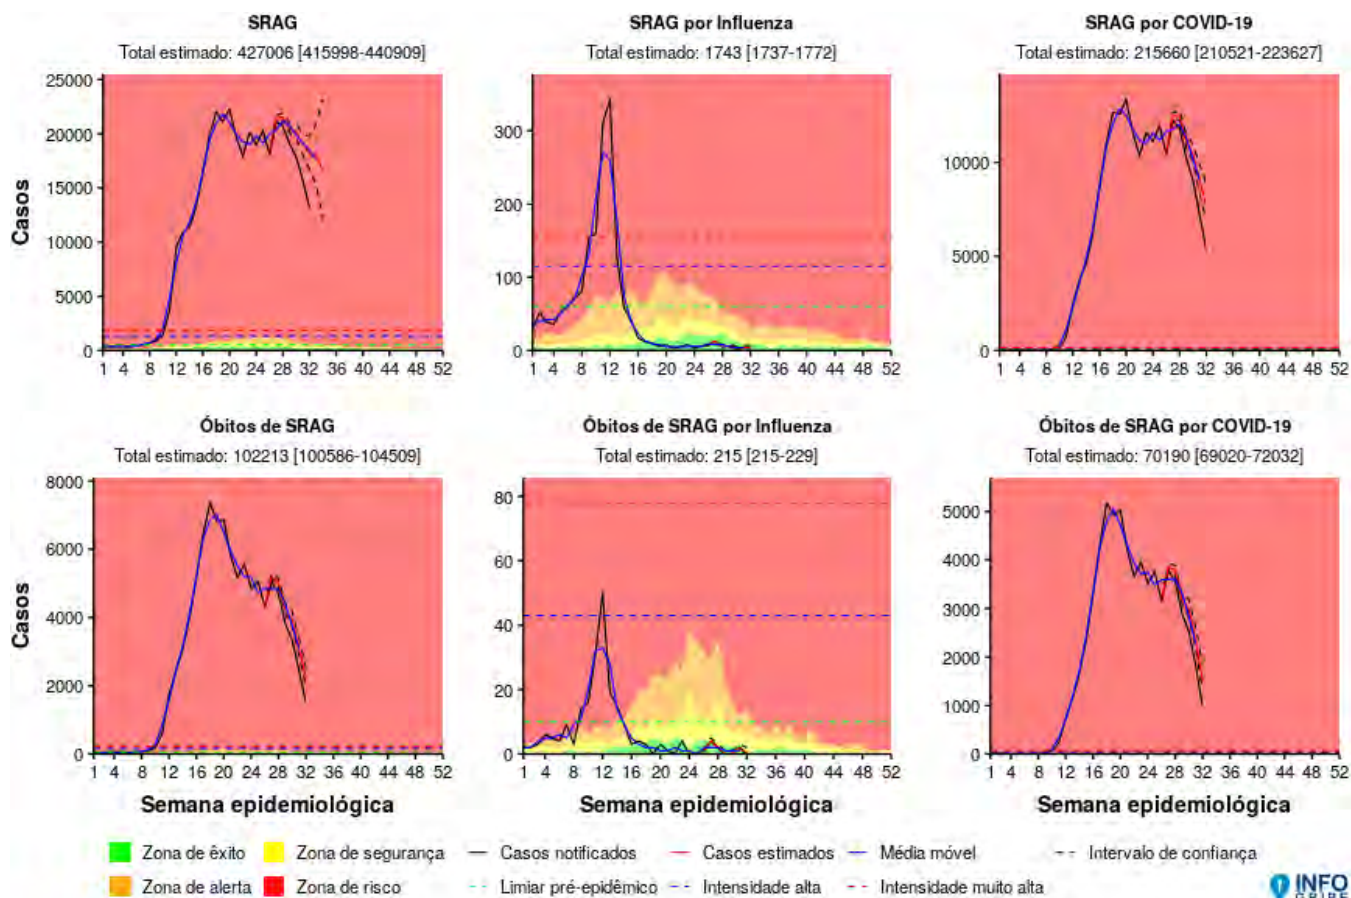 SRAG
Total estimado: 427006 [415998-440909]
SRAG por Influenza
Total estimado: 1743 [1737-1772]
SRAG por COVID-19
Total estimado: 215660 [210521-223627]
Casos
25000
20000
15000
10000
5000
0
1 4 8 12 16 20 24 28 32 36 40 44 48 52
300
200
100
0
1 4 8 12 16 20 24 28 32 36 40 44 48 52
10000
5000
0
1 4 8 12 16 20 24 28 32 36 40 44 48 52
Óbitos de SRAG
Total estimado: 102213 [100586-104509]
Óbitos de SRAG por Influenza
Total estimado: 215 [215-229]
Óbitos de SRAG por COVID-19
Total estimado: 70190 [69020-72032]
Casos
8000
6000
4000
2000
0
1 4 8 12 16 20 24 28 32 36 40 44 48 52
80
60
40
20
0
1 4 8 12 16 20 24 28 32 36 40 44 48 52
5000
4000
3000
2000
1000
0
1 4 8 12 16 20 24 28 32 36 40 44 48 52
Semana epidemiológica
Semana epidemiológica
Semana epidemiológica
Zona de êxito Zona de segurança Casos notificados Casos estimados Média móvel Intervalo de confiança
Zona de alerta Zona de risco Limiar pré-epidêmico Intensidade alta Intensidade muito alta
INFO
GRIPE